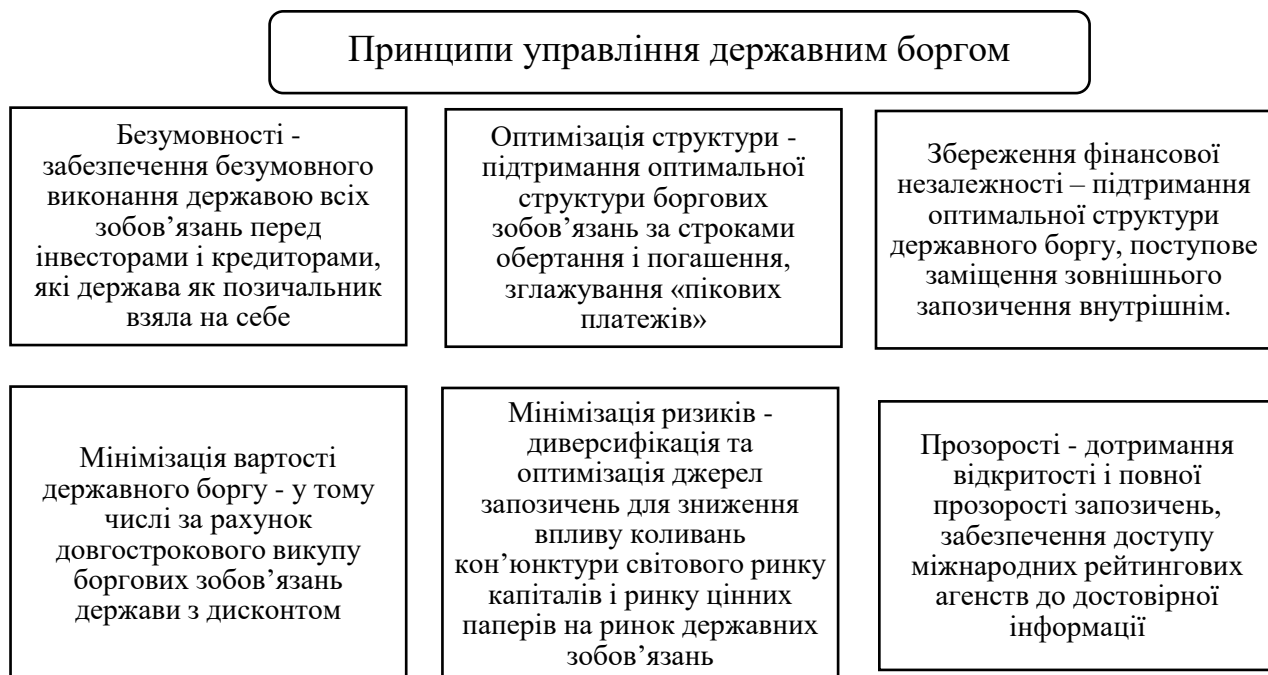 Принципи управління державним боргом
Безумовності -
забезпечення безумовного
виконання державою всіх
зобов’язань перед
інвесторами і кредиторами,
які держава як позичальник
взяла на себе
Оптимізація структури -
підтримання оптимальної
структури боргових
зобов’язань за строками
обертання і погашення,
зглажування «пікових
платежів»
Збереження фінансової
незалежності – підтримання
оптимальної структури
державного боргу, поступове
заміщення зовнішнього
запозичення внутрішнім.
Мінімізація вартості
державного боргу - у тому
числі за рахунок
довгострокового викупу
боргових зобов’язань
держави з дисконтом
Мінімізація ризиків -
диверсифікація та
оптимізація джерел
запозичень для зниження
впливу коливань
кон’юнктури світового ринку
капіталів і ринку цінних
паперів на ринок державних
зобов’язань
Прозорості - дотримання
відкритості і повної
прозорості запозичень,
забезпечення доступу
міжнародних рейтингових
агенств до достовірної
інформації